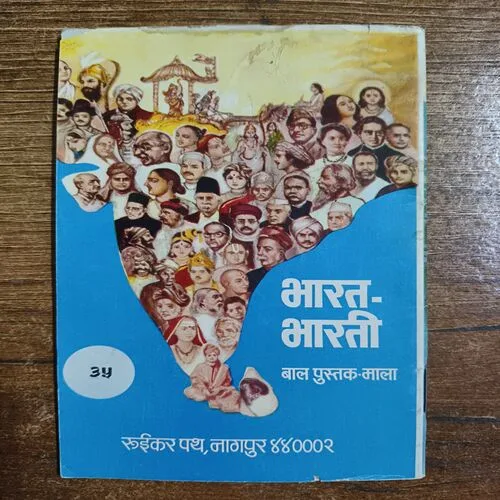 भारत-
भारती
बाल पुस्तक-माला
३५
रूईकर पथ, नागपुर ४४०००२